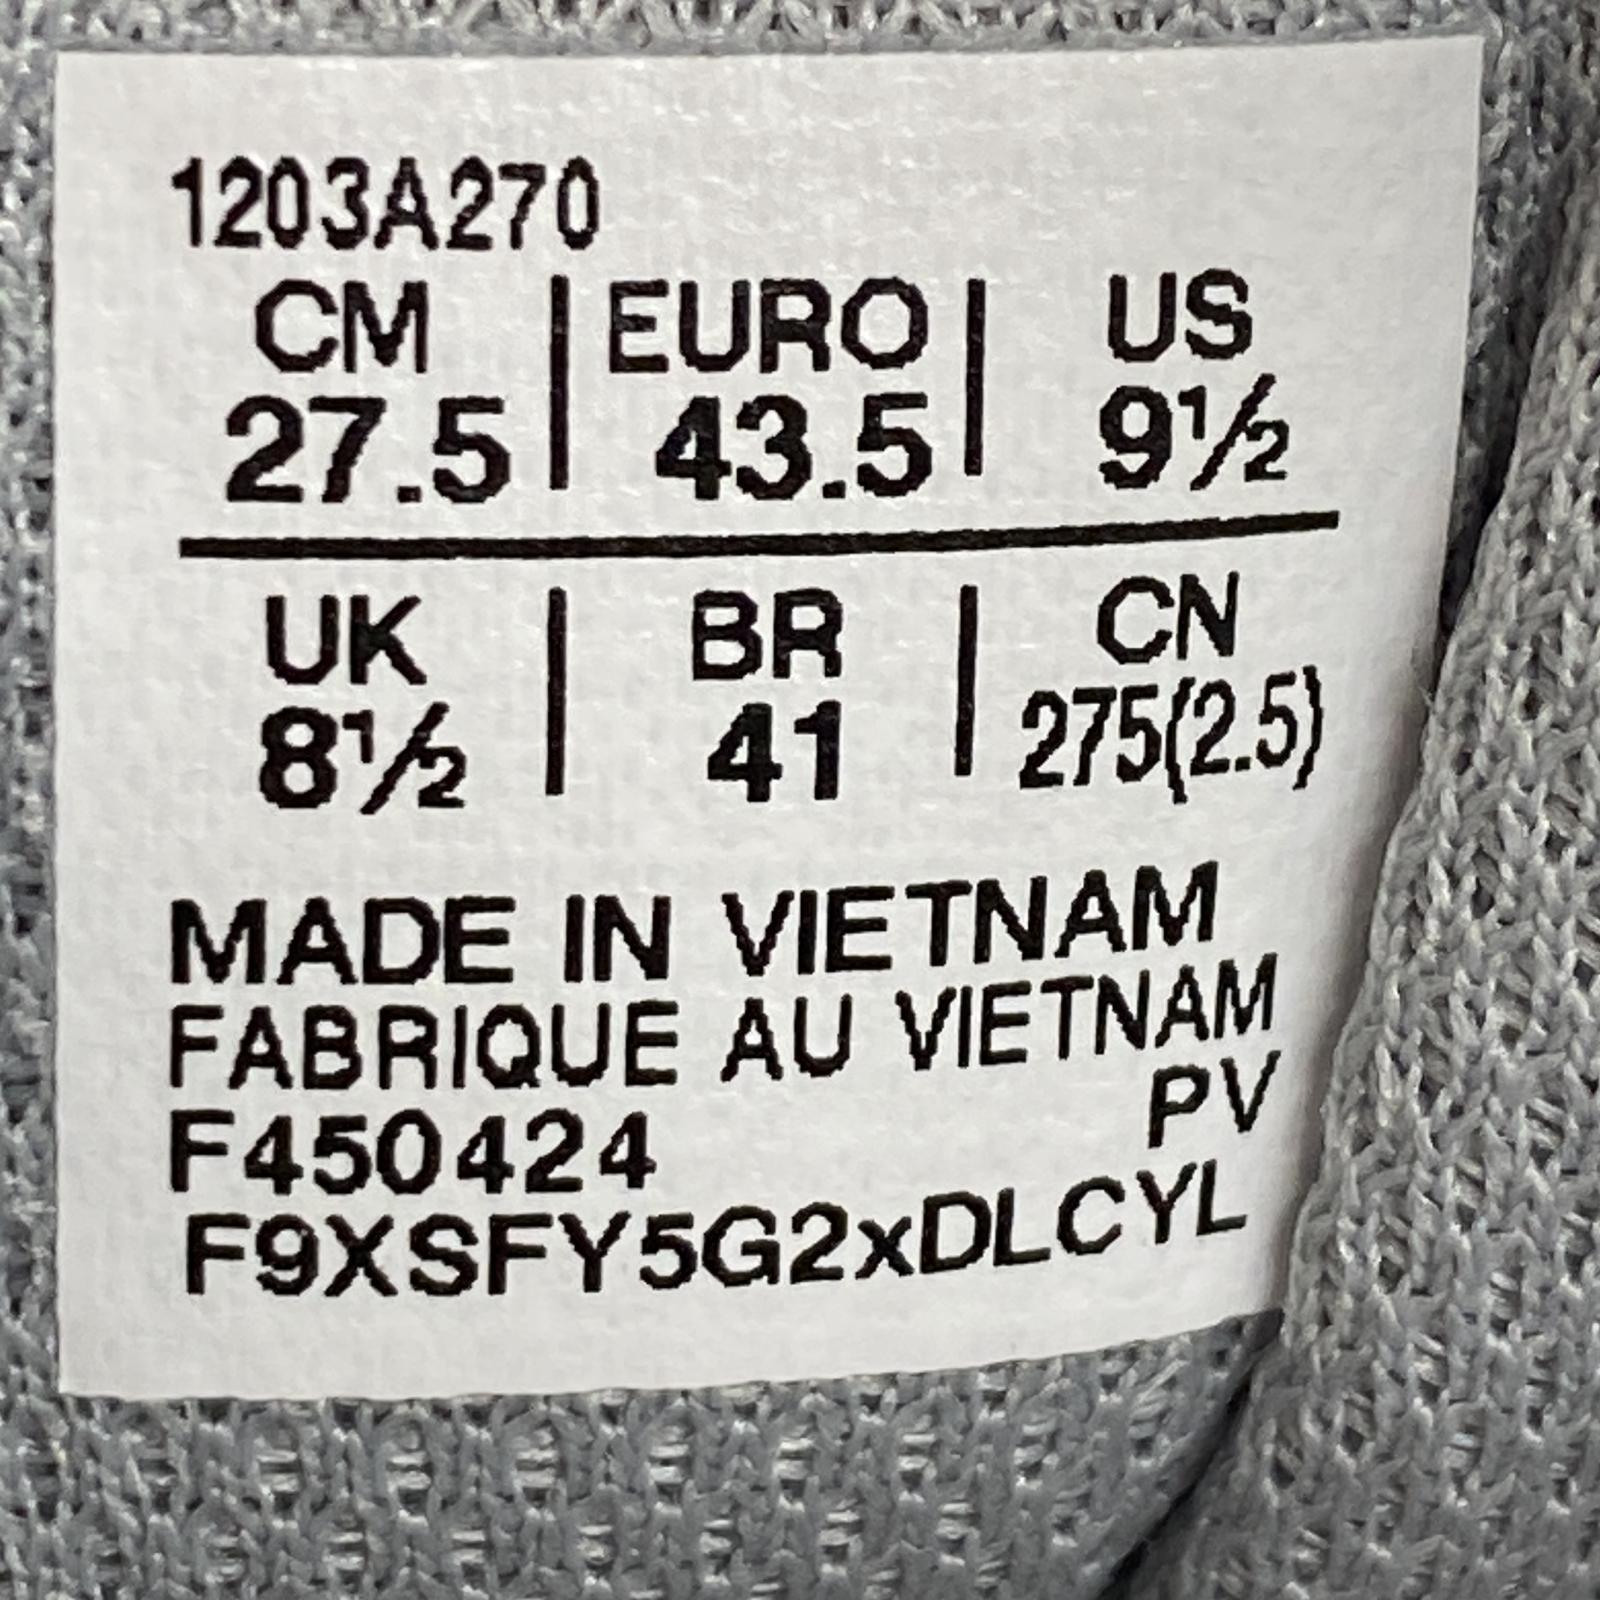 1203A270
CM | EURO | US
27.5 | 43.5 | 9½
UK | BR | CN
8½ | 41 | 275(2.5)
MADE IN VIETNAM
FABRIQUE AU VIETNAM
PV
F450424
F9XSFY5G2xDLCYL